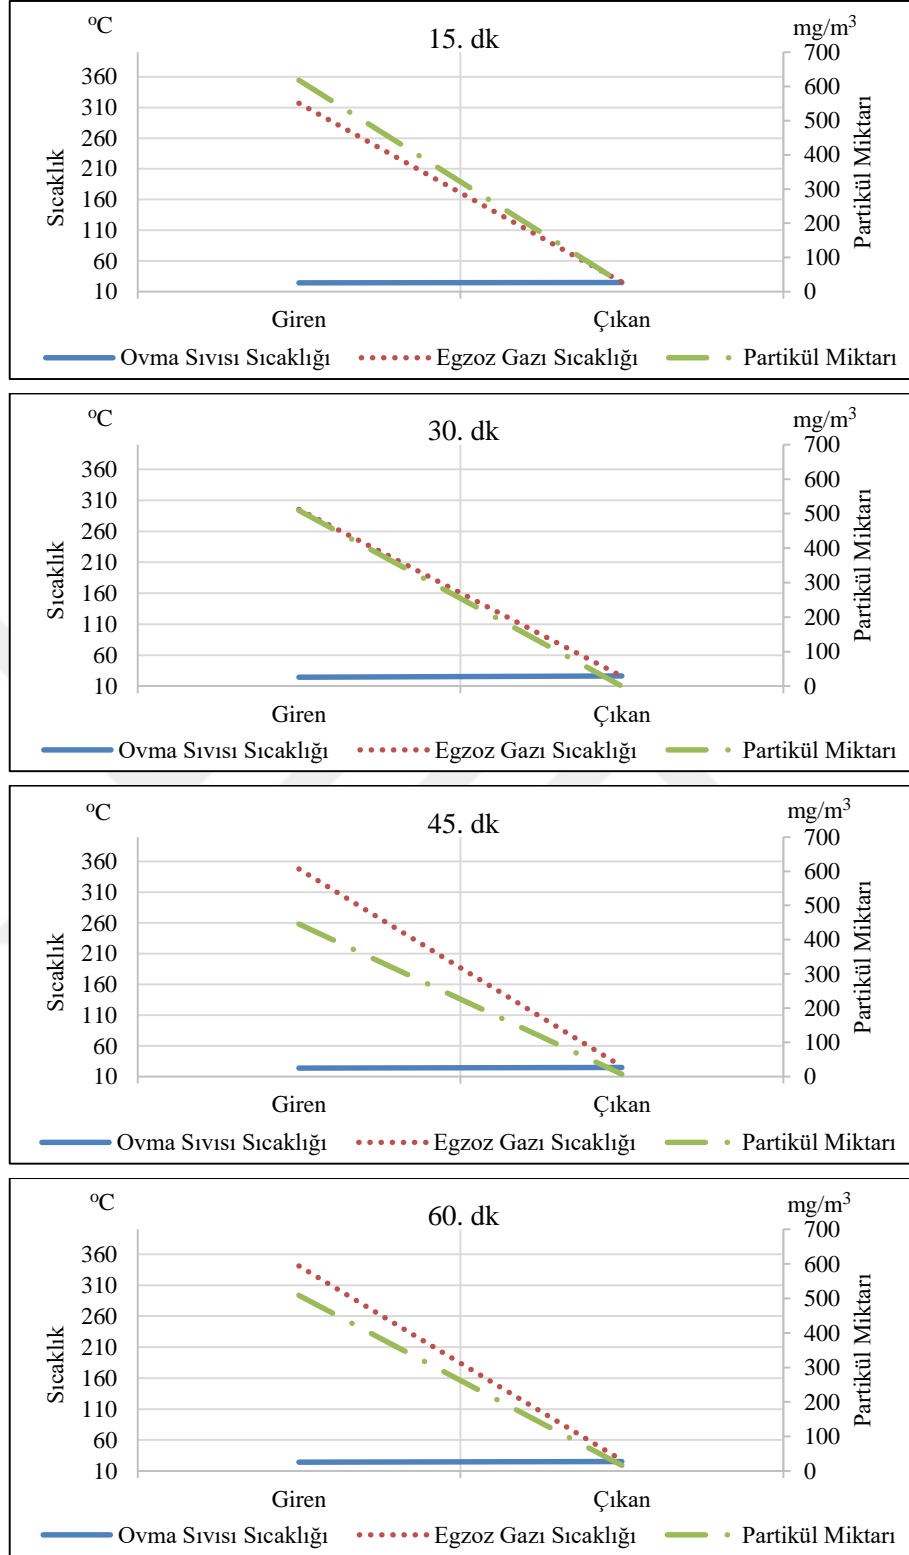 ºC
15. dk
mg/m³
Sıcaklık
360
310
260
210
160
110
60
10
700
600
500
400
300
200
100
0
Partikül Miktarı
Giren
Çıkan
Ovma Sıvısı Sıcaklığı
Egzoz Gazı Sıcaklığı
Partikül Miktarı
ºC
30. dk
mg/m³
Sıcaklık
360
310
260
210
160
110
60
10
700
600
500
400
300
200
100
0
Partikül Miktarı
Giren
Çıkan
Ovma Sıvısı Sıcaklığı
Egzoz Gazı Sıcaklığı
Partikül Miktarı
ºC
45. dk
mg/m³
Sıcaklık
360
310
260
210
160
110
60
10
700
600
500
400
300
200
100
0
Partikül Miktarı
Giren
Çıkan
Ovma Sıvısı Sıcaklığı
Egzoz Gazı Sıcaklığı
Partikül Miktarı
ºC
60. dk
mg/m³
Sıcaklık
360
310
260
210
160
110
60
10
700
600
500
400
300
200
100
0
Partikül Miktarı
Giren
Çıkan
Ovma Sıvısı Sıcaklığı
Egzoz Gazı Sıcaklığı
Partikül Miktarı